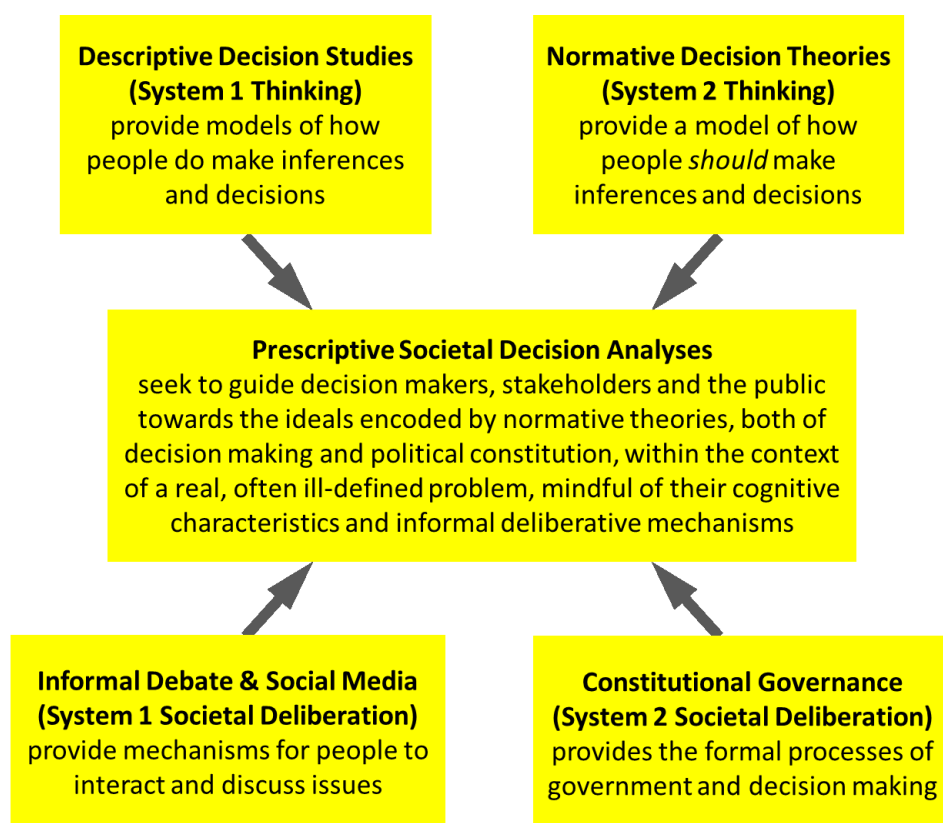 Descriptive Decision Studies
(System 1 Thinking)
provide models of how
people do make inferences
and decisions
Normative Decision Theories
(System 2 Thinking)
provide a model of how
people should make
inferences and decisions
Prescriptive Societal Decision Analyses
seek to guide decision makers, stakeholders and the public
towards the ideals encoded by normative theories, both of
decision making and political constitution, within the context
of a real, often ill-defined problem, mindful of their cognitive
characteristics and informal deliberative mechanisms
Informal Debate & Social Media
(System 1 Societal Deliberation)
provide mechanisms for people to
interact and discuss issues
Constitutional Governance
(System 2 Societal Deliberation)
provides the formal processes of
government and decision making